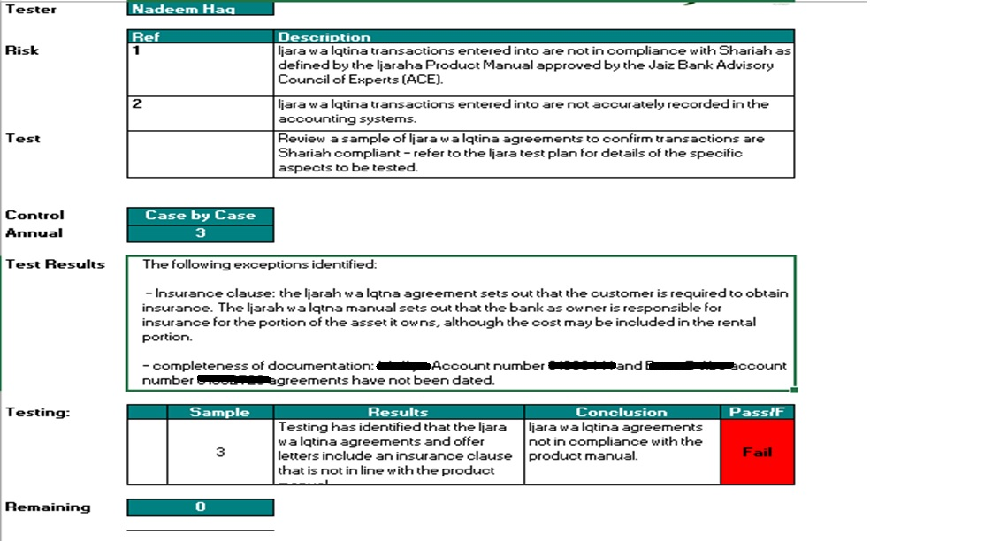 Tester Nadeem Haq
Ref Description
Risk 1 Ijara wa Iqtina transactions entered into are not in compliance with Shariah as
defined by the Ijaraha Product Manual approved by the Jaiz Bank Advisory
Council of Experts (ACE).
2 Ijara wa Iqtina transactions entered into are not accurately recorded in the
accounting systems.
Test Review a sample of Ijara wa Iqtina agreements to confirm transactions are
Shariah compliant - refer to the Ijara test plan for details of the specific
aspects to be tested.
Control Case by Case
Annual 3
Test Results The following exceptions identified:
- Insurance clause: the Ijarah wa Iqtna agreement sets out that the customer is required to obtain
insurance. The Ijarah wa Iqtna manual sets out that the bank as owner is responsible for
insurance for the portion of the asset it owns, although the cost may be included in the rental
portion.
- completeness of documentation: Account number and account
number agreements have not been dated.
Testing: Sample Results Conclusion Pass/F
3
Testing has identified that the Ijara
wa Iqtina agreements and offer
letters include an insurance clause
that is not in line with the product
Ijara wa Iqtina agreements
not in compliance with the
product manual.
Fail
Remaining 0